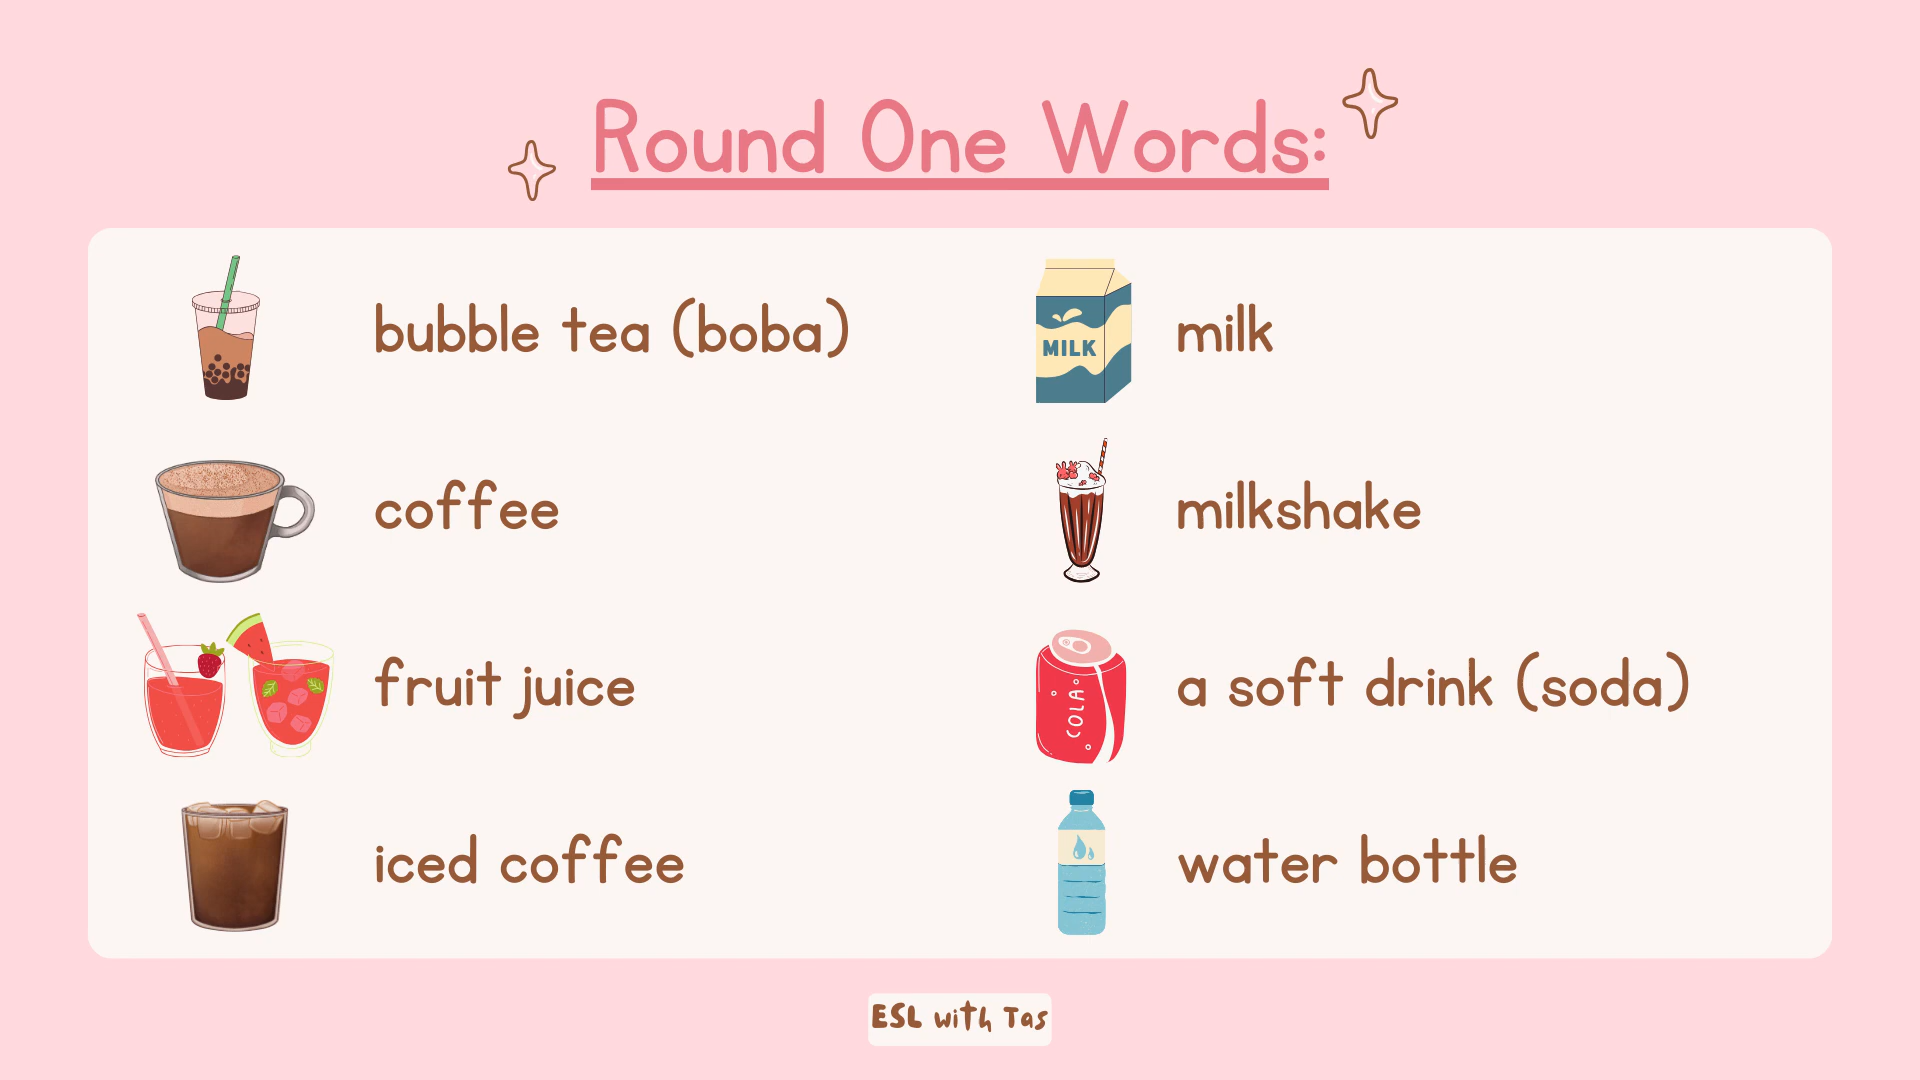 Round One Words:
bubble tea (boba)
coffee
fruit juice
iced coffee
MILK
milk
milkshake
COLA
a soft drink (soda)
water bottle
ESL with Tas